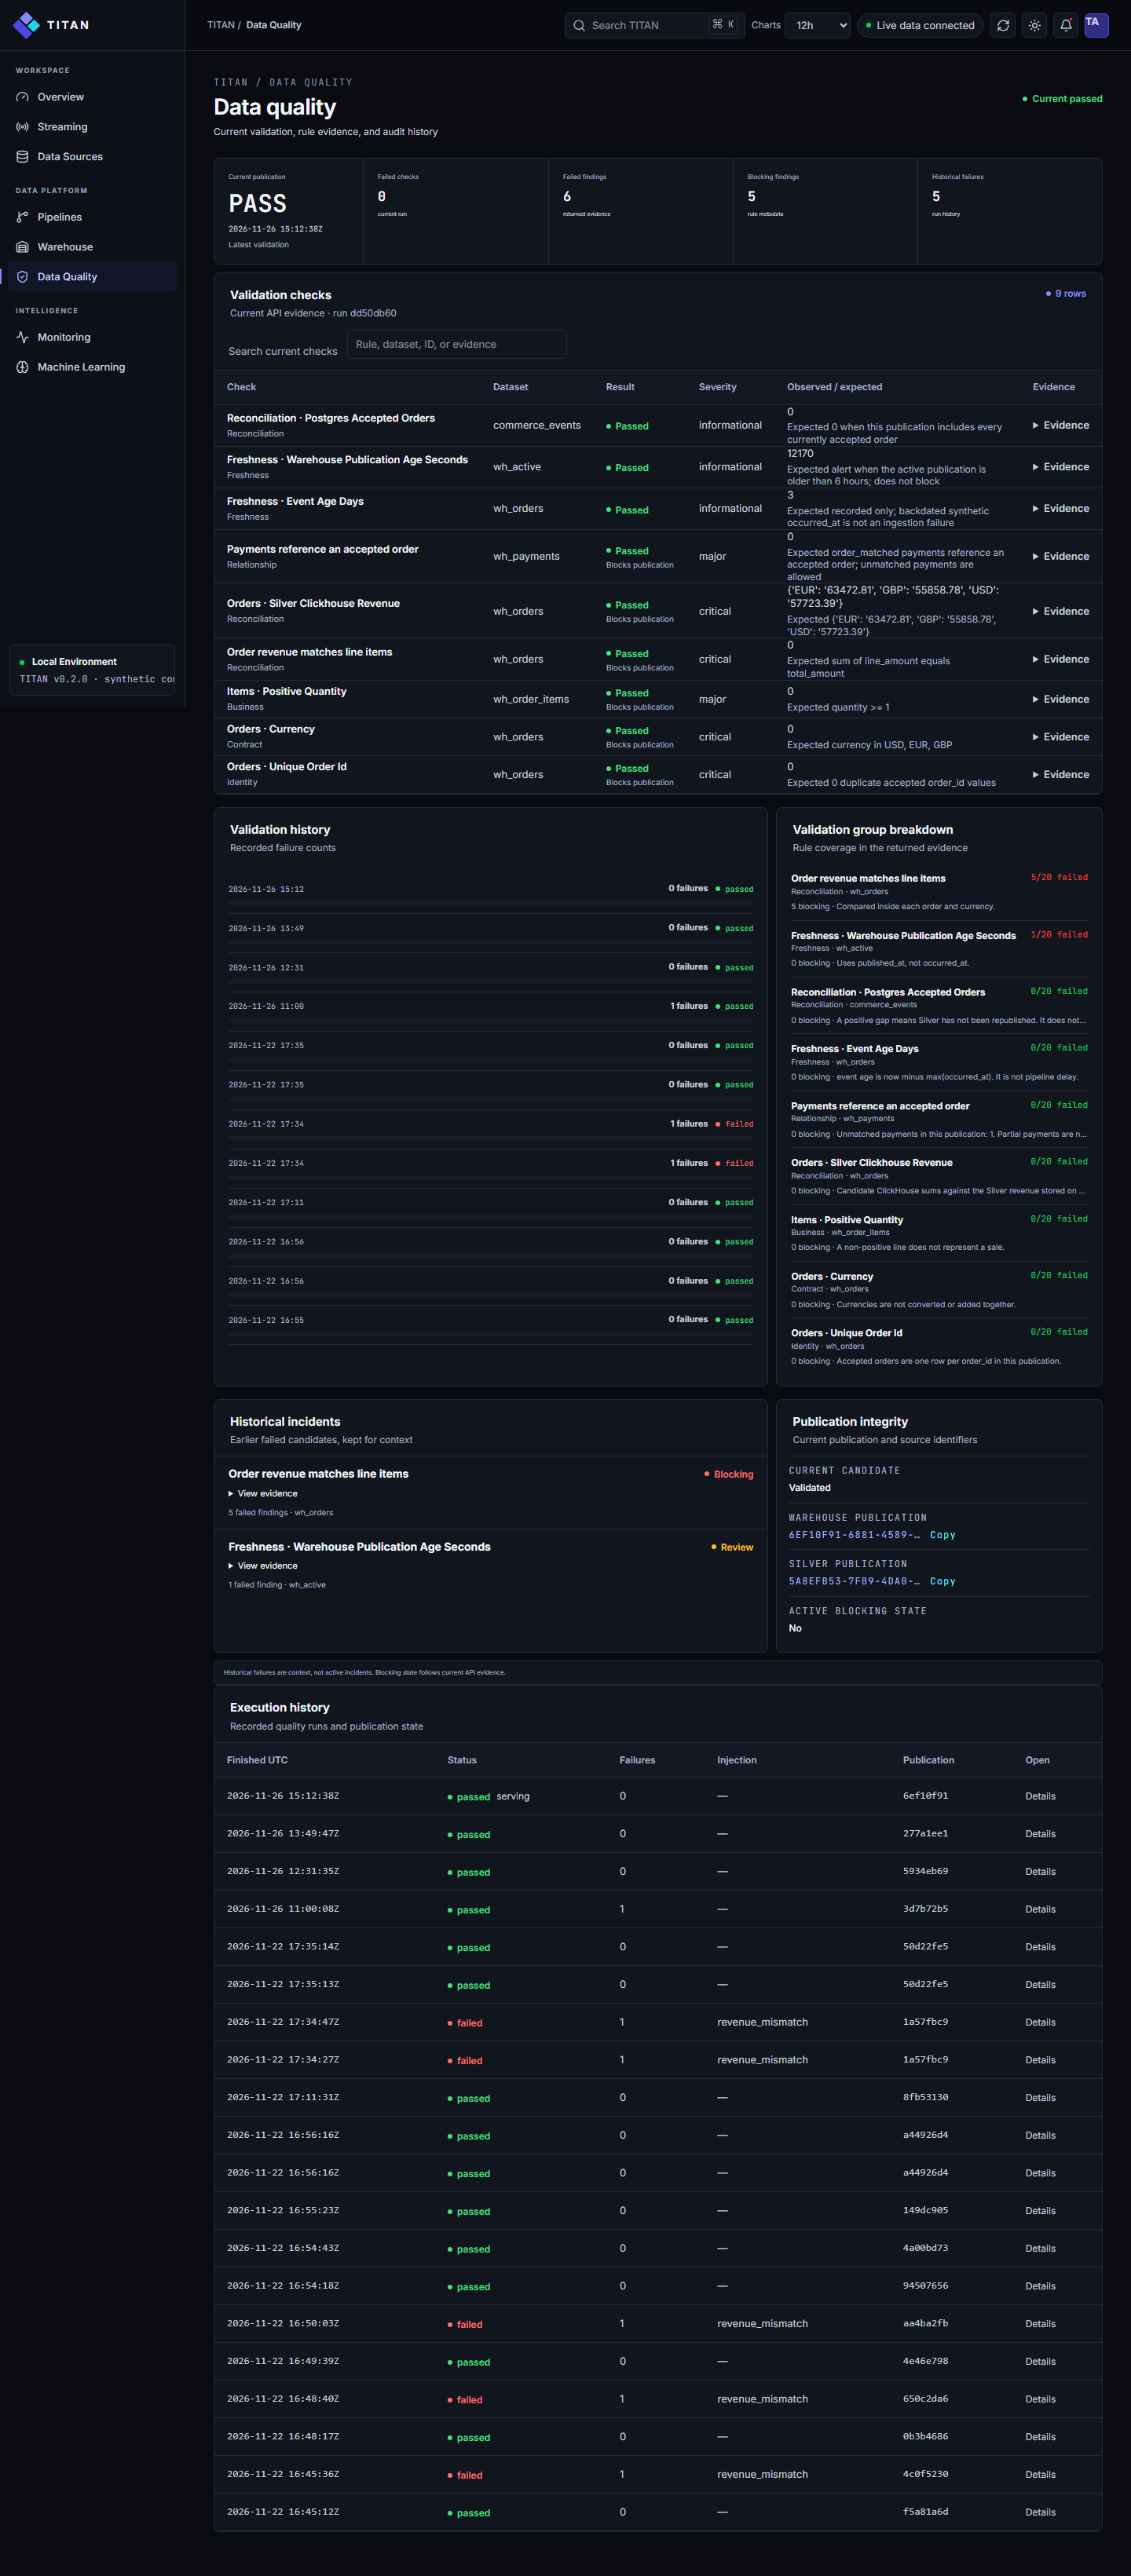 TITAN
TITAN / Data Quality
Search TITAN ⌘ K
Charts 12h
Live data connected
TA
WORKSPACE
Overview
Streaming
Data Sources
DATA PLATFORM
Pipelines
Warehouse
Data Quality
INTELLIGENCE
Monitoring
Machine Learning
Local Environment
TITAN v0.2.0 · synthetic co
TITAN / DATA QUALITY
Data quality
Current validation, rule evidence, and audit history
Current passed
Current publication
PASS
2026-11-26 15:12:38Z
Latest validation
Failed checks
0
current run
Failed findings
6
returned evidence
Blocking findings
5
rule metadata
Historical failures
5
run history
Validation checks
Current API evidence · run dd50db60
9 rows
Search current checks Rule, dataset, ID, or evidence
Check Dataset Result Severity Observed / expected Evidence
Reconciliation · Postgres Accepted Orders
Reconciliation
commerce_events
Passed
informational
0
Expected 0 when this publication includes every
currently accepted order
Evidence
Freshness · Warehouse Publication Age Seconds
Freshness
wh_active
Passed
informational
12170
Expected alert when the active publication is
older than 6 hours; does not block
Evidence
Freshness · Event Age Days
Freshness
wh_orders
Passed
informational
3
Expected recorded only; backdated synthetic
occurred_at is not an ingestion failure
Evidence
Payments reference an accepted order
Relationship
wh_payments
Passed
Blocks publication
major
0
Expected order_matched payments reference an
accepted order; unmatched payments are
allowed
Evidence
Orders · Silver Clickhouse Revenue
Reconciliation
wh_orders
Passed
Blocks publication
critical
{'EUR': '63472.81', 'GBP': '55858.78', 'USD':
'57723.39'}
Expected {'EUR': '63472.81', 'GBP': '55858.78',
'USD': '57723.39'}
Evidence
Order revenue matches line items
Reconciliation
wh_orders
Passed
Blocks publication
critical
0
Expected sum of line_amount equals
total_amount
Evidence
Items · Positive Quantity
Business
wh_order_items
Passed
Blocks publication
major
0
Expected quantity >= 1
Evidence
Orders · Currency
Contract
wh_orders
Passed
Blocks publication
critical
0
Expected currency in USD, EUR, GBP
Evidence
Orders · Unique Order Id
Identity
wh_orders
Passed
Blocks publication
critical
0
Expected 0 duplicate accepted order_id values
Evidence
Validation history
Recorded failure counts
2026-11-26 15:12 0 failures passed
2026-11-26 13:49 0 failures passed
2026-11-26 12:31 0 failures passed
2026-11-26 11:00 1 failures passed
2026-11-22 17:35 0 failures passed
2026-11-22 17:35 0 failures passed
2026-11-22 17:34 1 failures failed
2026-11-22 17:34 1 failures failed
2026-11-22 17:11 0 failures passed
2026-11-22 16:56 0 failures passed
2026-11-22 16:56 0 failures passed
2026-11-22 16:55 0 failures passed
Validation group breakdown
Rule coverage in the returned evidence
Order revenue matches line items 5/20 failed
Reconciliation · wh_orders
5 blocking · Compared inside each order and currency.
Freshness · Warehouse Publication Age Seconds 1/20 failed
Freshness · wh_active
0 blocking · Uses published_at, not occurred_at.
Reconciliation · Postgres Accepted Orders 0/20 failed
Reconciliation · commerce_events
0 blocking · A positive gap means Silver has not been republished. It does not…
Freshness · Event Age Days 0/20 failed
Freshness · wh_orders
0 blocking · event age is now minus max(occurred_at). It is not pipeline delay.
Payments reference an accepted order 0/20 failed
Relationship · wh_payments
0 blocking · Unmatched payments in this publication: 1. Partial payments are n…
Orders · Silver Clickhouse Revenue 0/20 failed
Reconciliation · wh_orders
0 blocking · Candidate ClickHouse sums against the Silver revenue stored on …
Items · Positive Quantity 0/20 failed
Business · wh_order_items
0 blocking · A non-positive line does not represent a sale.
Orders · Currency 0/20 failed
Contract · wh_orders
0 blocking · Currencies are not converted or added together.
Orders · Unique Order Id 0/20 failed
Identity · wh_orders
0 blocking · Accepted orders are one row per order_id in this publication.
Historical incidents
Earlier failed candidates, kept for context
Order revenue matches line items Blocking
View evidence
5 failed findings · wh_orders
Freshness · Warehouse Publication Age Seconds Review
View evidence
1 failed finding · wh_active
Publication integrity
Current publication and source identifiers
CURRENT CANDIDATE
Validated
WAREHOUSE PUBLICATION
6EF10F91-6881-4589-… Copy
SILVER PUBLICATION
5A8EFB53-7FB9-4DA0-… Copy
ACTIVE BLOCKING STATE
No
Historical failures are context, not active incidents. Blocking state follows current API evidence.
Execution history
Recorded quality runs and publication state
Finished UTC Status Failures Injection Publication Open
2026-11-26 15:12:38Z passed serving 0 — 6ef10f91 Details
2026-11-26 13:49:47Z passed 0 — 277a1ee1 Details
2026-11-26 12:31:35Z passed 0 — 5934eb69 Details
2026-11-26 11:00:08Z passed 1 — 3d7b72b5 Details
2026-11-22 17:35:14Z passed 0 — 50d22fe5 Details
2026-11-22 17:35:13Z passed 0 — 50d22fe5 Details
2026-11-22 17:34:47Z failed 1 revenue_mismatch 1a57fbc9 Details
2026-11-22 17:34:27Z failed 1 revenue_mismatch 1a57fbc9 Details
2026-11-22 17:11:31Z passed 0 — 8fb53130 Details
2026-11-22 16:56:16Z passed 0 — a44926d4 Details
2026-11-22 16:56:16Z passed 0 — a44926d4 Details
2026-11-22 16:55:23Z passed 0 — 149dc905 Details
2026-11-22 16:54:43Z passed 0 — 4a00bd73 Details
2026-11-22 16:54:18Z passed 0 — 94507656 Details
2026-11-22 16:50:03Z failed 1 revenue_mismatch aa4ba2fb Details
2026-11-22 16:49:39Z passed 0 — 4e46e798 Details
2026-11-22 16:48:40Z failed 1 revenue_mismatch 650c2da6 Details
2026-11-22 16:48:17Z passed 0 — 0b3b4686 Details
2026-11-22 16:45:36Z failed 1 revenue_mismatch 4c0f5230 Details
2026-11-22 16:45:12Z passed 0 — f5a81a6d Details